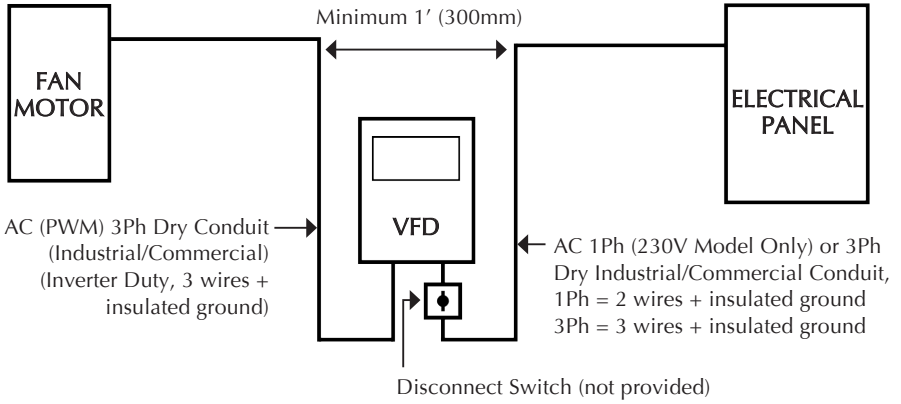 Minimum 1’ (300mm)
FAN
MOTOR
ELECTRICAL
PANEL
VFD
AC (PWM) 3Ph Dry Conduit
(Industrial/Commercial)
(Inverter Duty, 3 wires +
insulated ground)
AC 1Ph (230V Model Only) or 3Ph
Dry Industrial/Commercial Conduit,
1Ph = 2 wires + insulated ground
3Ph = 3 wires + insulated ground
Disconnect Switch (not provided)